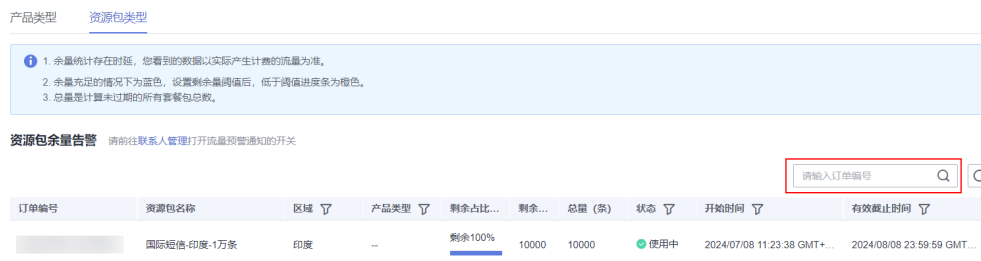 产品类型 资源包类型
1. 余量统计存在时延，您看到的数据以实际产生计费的流量为准。
2. 余量充足的情况下为蓝色，设置剩余量阈值后，低于阈值进度条为橙色。
3. 总量是计算未过期的所有套餐包总数。
资源包余量告警 请前往联系人管理打开流量预警通知的开关
请输入订单编号
订单编号 资源包名称 区域 产品类型 剩余占比... 剩余... 总量 (条) 状态 开始时间 有效截止时间
国际短信-印度-1万条 印度 -- 剩余100% 10000 10000 使用中 2024/07/08 11:23:38 GMT+... 2024/08/08 23:59:59 GMT...